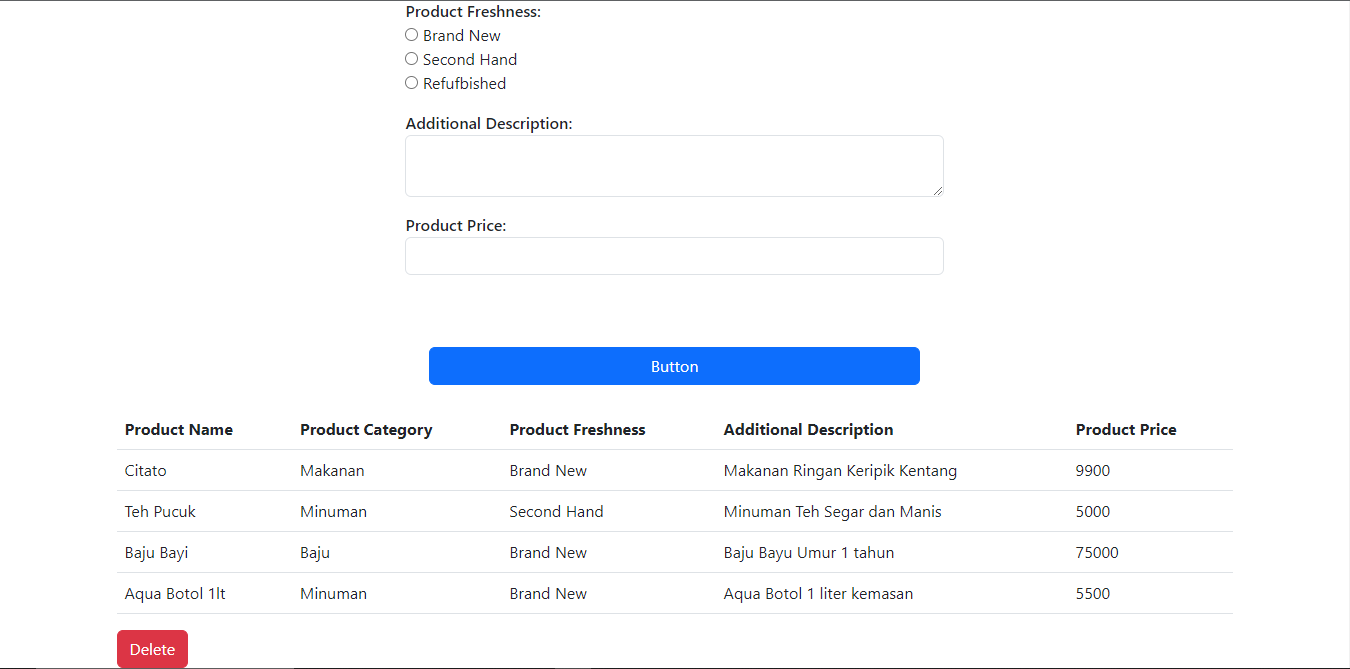 Product Freshness:
Brand New
Second Hand
Refufbished
Additional Description:
Product Price:
Button
Product Name Product Category Product Freshness Additional Description Product Price
Citato Makanan Brand New Makanan Ringan Keripik Kentang 9900
Teh Pucuk Minuman Second Hand Minuman Teh Segar dan Manis 5000
Baju Bayi Baju Brand New Baju Bayu Umur 1 tahun 75000
Aqua Botol 1lt Minuman Brand New Aqua Botol 1 liter kemasan 5500
Delete